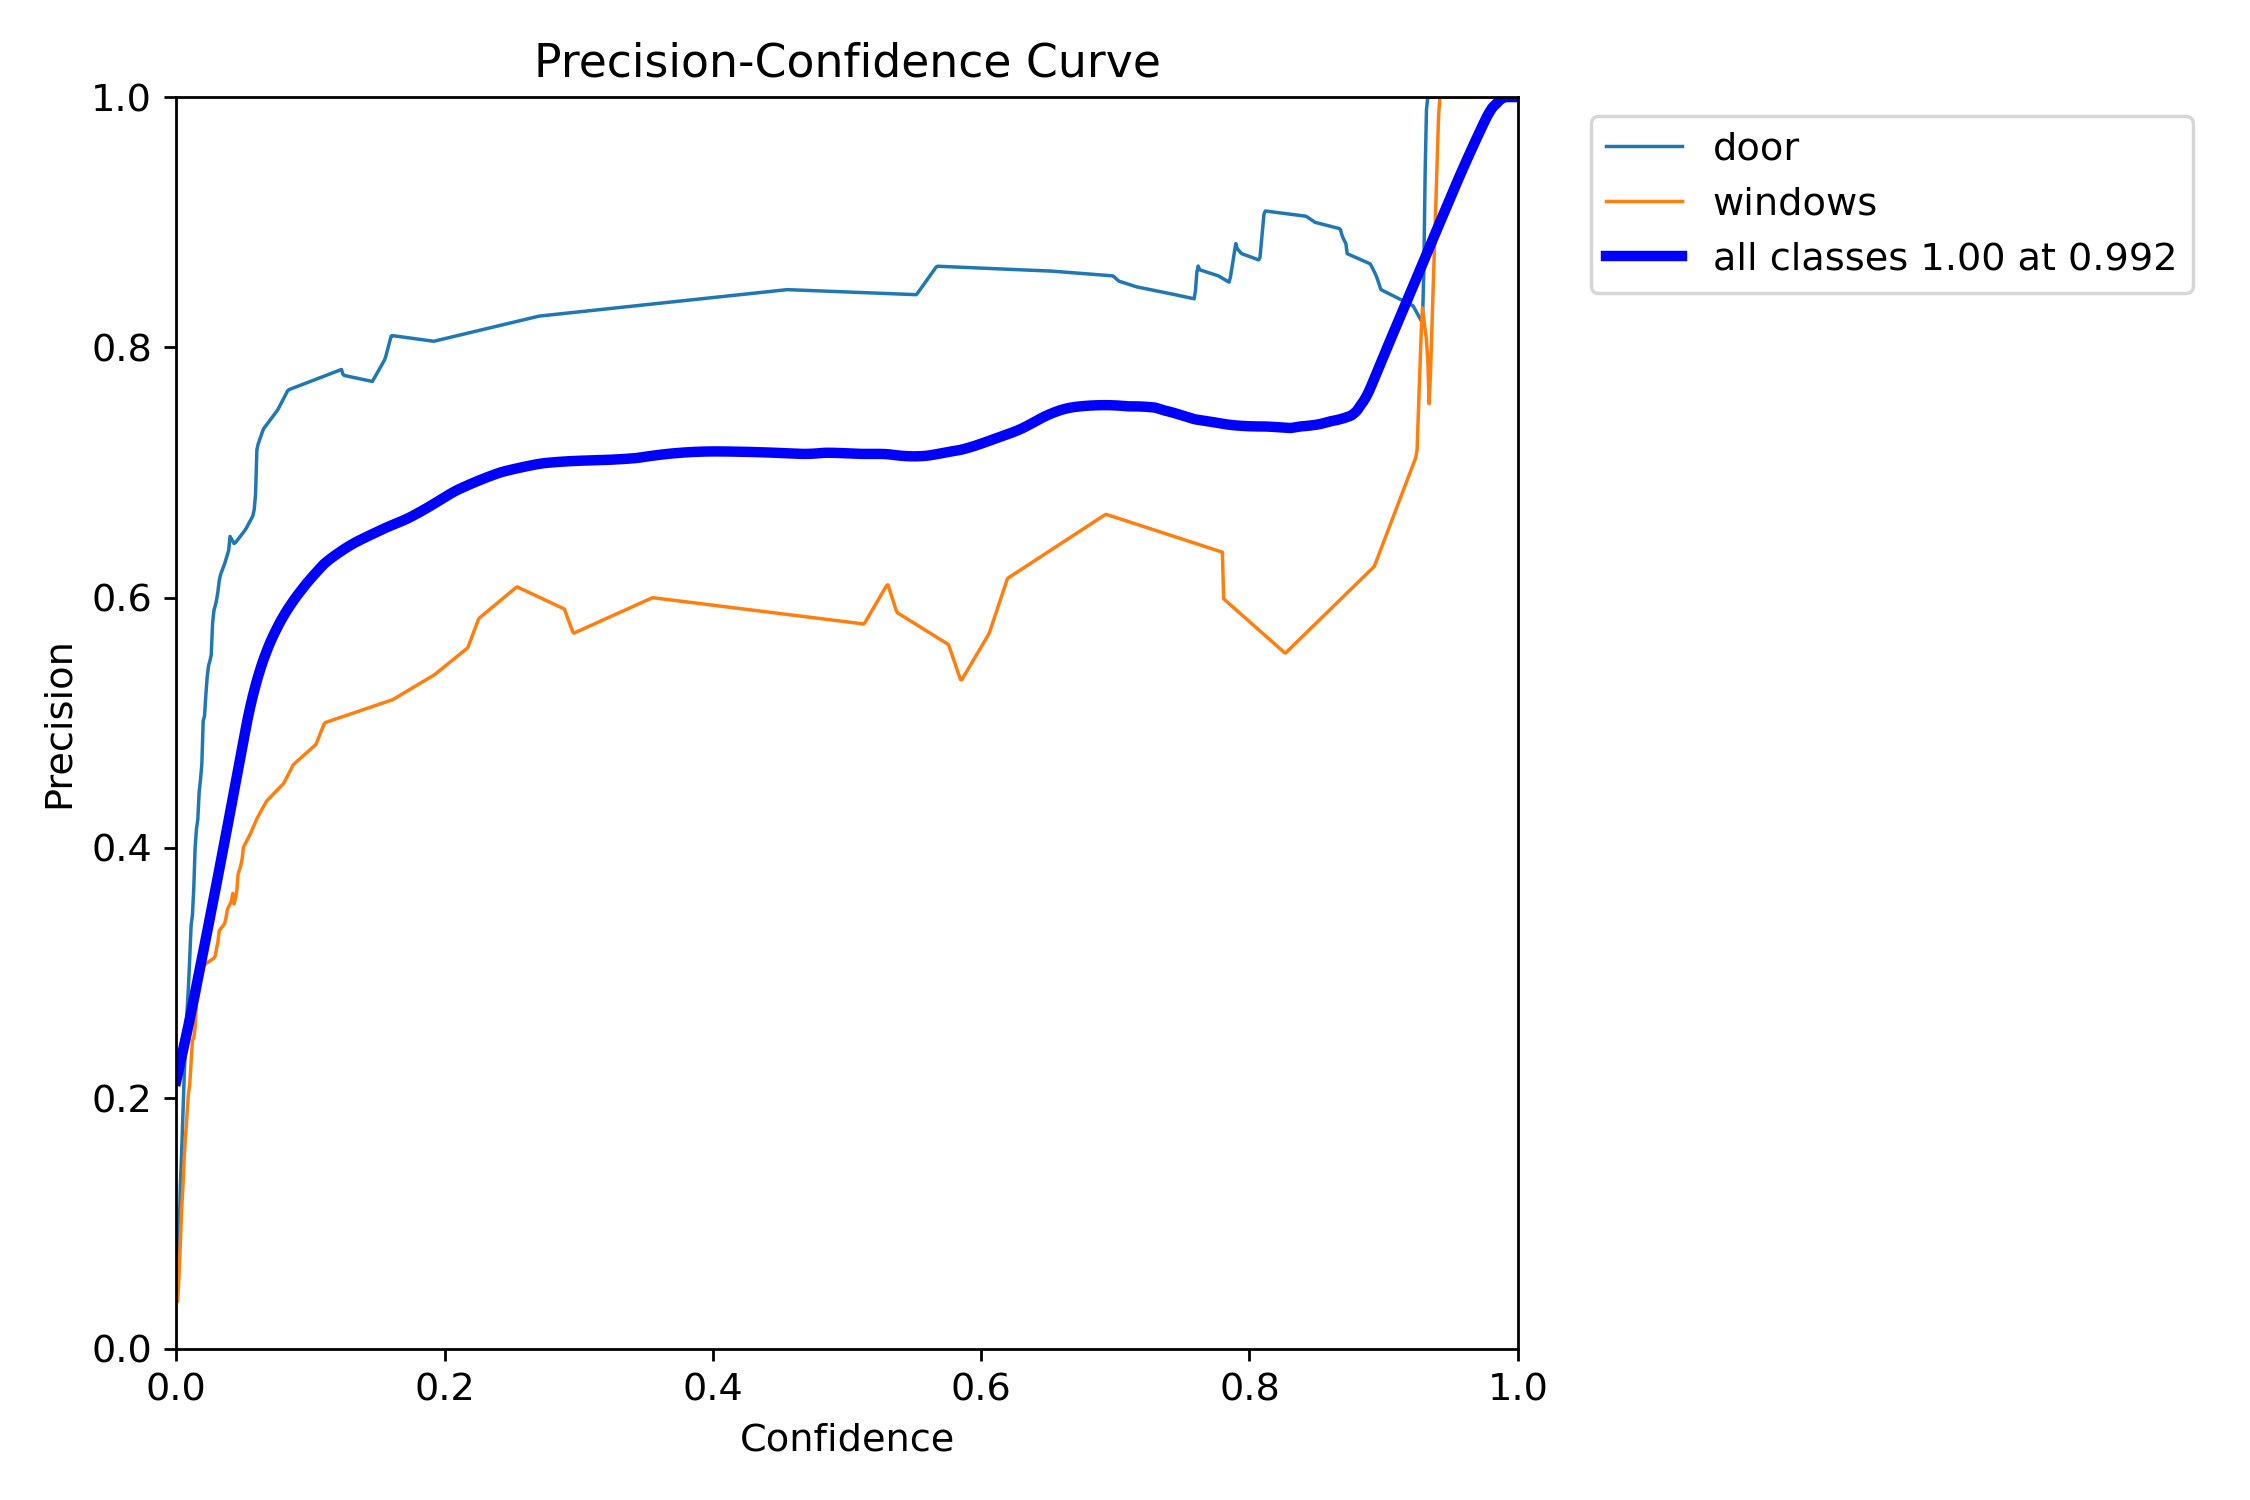 Precision-Confidence Curve
1.0
0.8
0.6
0.4
0.2
0.0
Precision
0.0 0.2 0.4 0.6 0.8 1.0
Confidence
door
windows
all classes 1.00 at 0.992